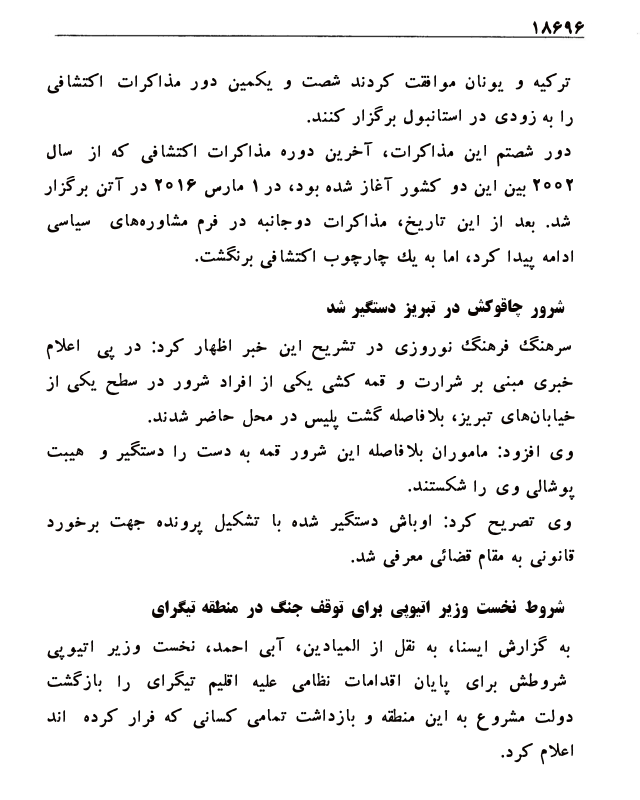 ۱۸۶۹۶
ترکیه و یونان موافقت کردند شصت و یکمین دور مذاکرات اکتشافی
را به زودی در استانبول برگزار کنند.
دور شصتم این مذاکرات، آخرین دوره مذاکرات اکتشافی که از سال
۲۰۰۲ بین این دو کشور آغاز شده بود، در ۱ مارس ۲۰۱۶ در آتن برگزار
شد. بعد از این تاریخ، مذاکرات دوجانبه در فرم مشاوره‌های سیاسی
ادامه پیدا کرد، اما به یك چارچوب اکتشافی برنگشت.
شرور چاقوکش در تبریز دستگیر شد
سرهنگ فرهنگ نوروزی در تشریح این خبر اظهار کرد: در پی اعلام
خبری مبنی بر شرارت و قمه کشی یکی از افراد شرور در سطح یکی از
خیابان‌های تبریز، بلافاصله گشت پلیس در محل حاضر شدند.
وی افزود: ماموران بلافاصله این شرور قمه به دست را دستگیر و هیبت
پوشالی وی را شکستند.
وی تصریح کرد: اوباش دستگیر شده با تشکیل پرونده جهت برخورد
قانونی به مقام قضائی معرفی شد.
شروط نخست وزیر اتیوپی برای توقف جنگ در منطقه تیگرای
به گزارش ایسنا، به نقل از المیادین، آبی احمد، نخست وزیر اتیوپی
شروطش برای پایان اقدامات نظامی علیه اقلیم تیگرای را بازگشت
دولت مشروع به این منطقه و بازداشت تمامی کسانی که فرار کرده اند
اعلام کرد.